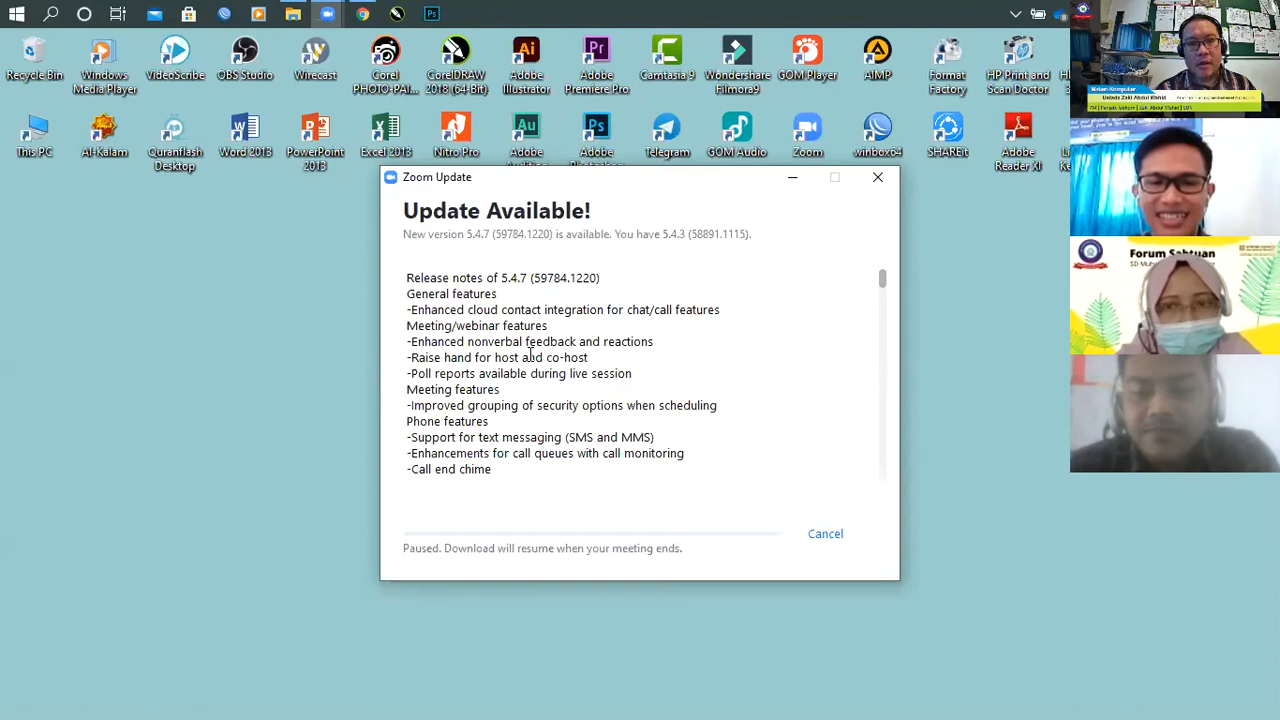 Recycle Bin
Windows Media Player
VideoScribe
OBS Studio
Wirecast
Corel PHOTO-PA...
CorelDRAW 2018 (64-Bit)
Adobe Illustrator
Adobe Premiere Pro
Camtasia 9
Wondershare Filmora9
GOM Player
AIMP
Format Factory
HP Print and Scan Doctor
This PC
Al-Kalam
Quranflash Desktop
Word 2013
PowerPoint 2013
Excel 2013
Nitro Pro
Adobe
Adobe
Telegram
GOM Audio
Zoom
winbox64
SHAREit
Adobe Reader XI
Zoom Update
Update Available!
New version 5.4.7 (59784.1220) is available. You have 5.4.3 (58891.1115).
Release notes of 5.4.7 (59784.1220)
General features
-Enhanced cloud contact integration for chat/call features
Meeting/webinar features
-Enhanced nonverbal feedback and reactions
-Raise hand for host and co-host
-Poll reports available during live session
Meeting features
-Improved grouping of security options when scheduling
Phone features
-Support for text messaging (SMS and MMS)
-Enhancements for call queues with call monitoring
-Call end chime
Cancel
Paused. Download will resume when your meeting ends.
Sistem Komputer
Forum Sabtuan